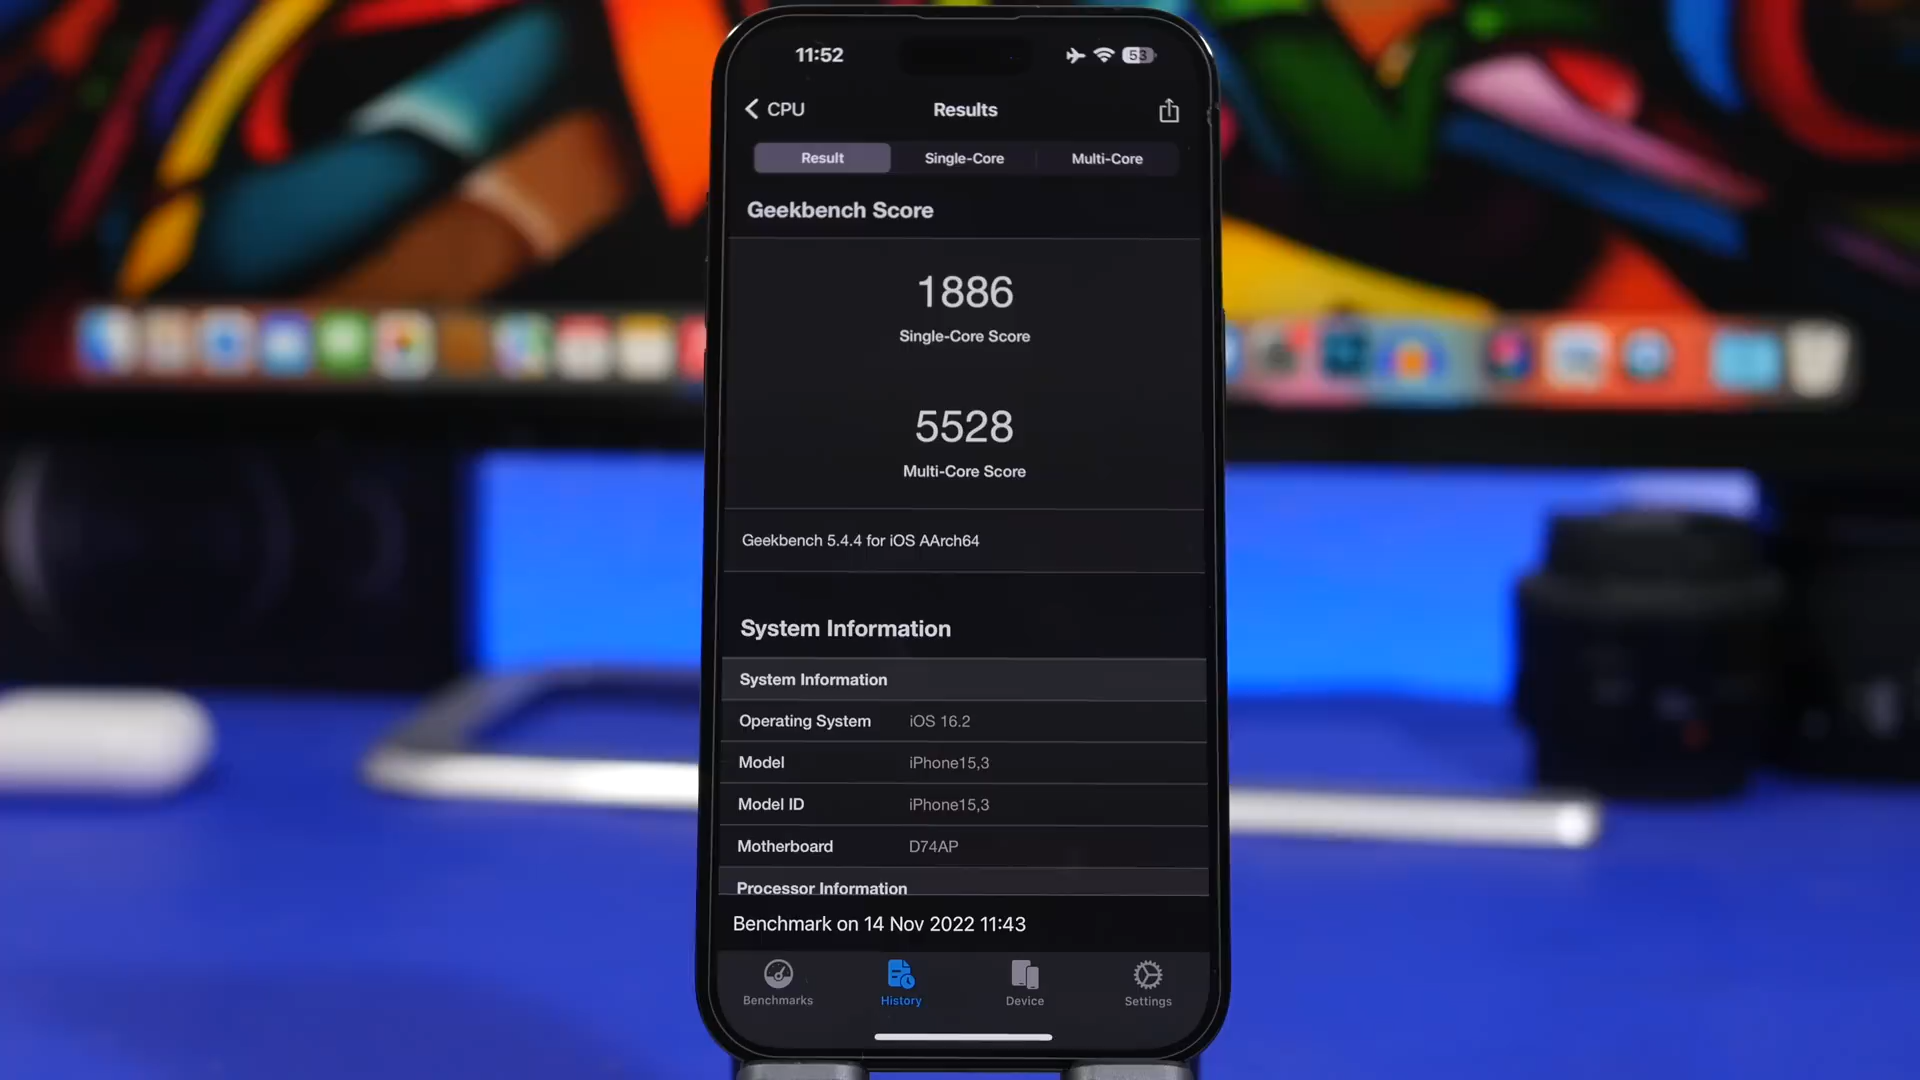 11:52 53
CPU Results
Result Single-Core Multi-Core
Geekbench Score
1886
Single-Core Score
5528
Multi-Core Score
Geekbench 5.4.4 for iOS AArch64
System Information
System Information
Operating System iOS 16.2
Model iPhone15,3
Model ID iPhone15,3
Motherboard D74AP
Processor Information
Benchmark on 14 Nov 2022 11:43
Benchmarks History Device Settings